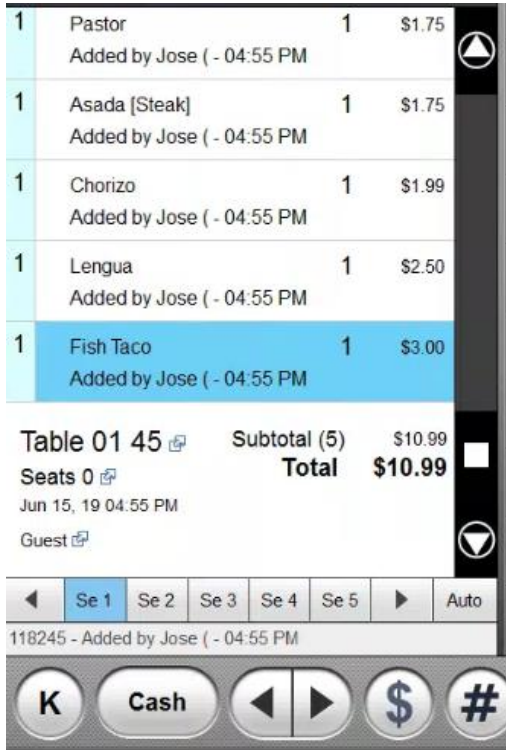 1 Pastor 1 $1.75
Added by Jose ( - 04:55 PM
1 Asada [Steak] 1 $1.75
Added by Jose ( - 04:55 PM
1 Chorizo 1 $1.99
Added by Jose ( - 04:55 PM
1 Lengua 1 $2.50
Added by Jose ( - 04:55 PM
1 Fish Taco 1 $3.00
Added by Jose ( - 04:55 PM
Table 01 45 Subtotal (5) $10.99
Seats 0 Total $10.99
Jun 15, 19 04:55 PM
Guest
Se 1 Se 2 Se 3 Se 4 Se 5 Auto
118245 - Added by Jose ( - 04:55 PM
K Cash $ #